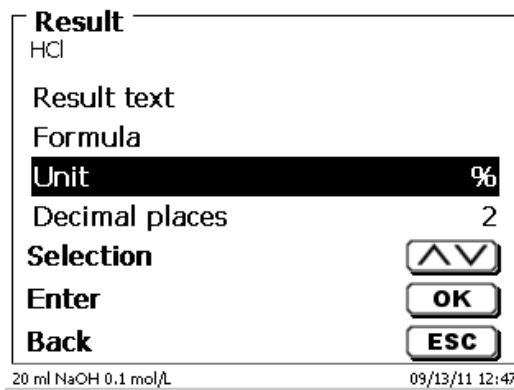 Result
HCl
Result text
Formula
Unit %
Decimal places 2
Selection
Enter OK
Back ESC
20 ml NaOH 0.1 mol/L 09/13/11 12:47